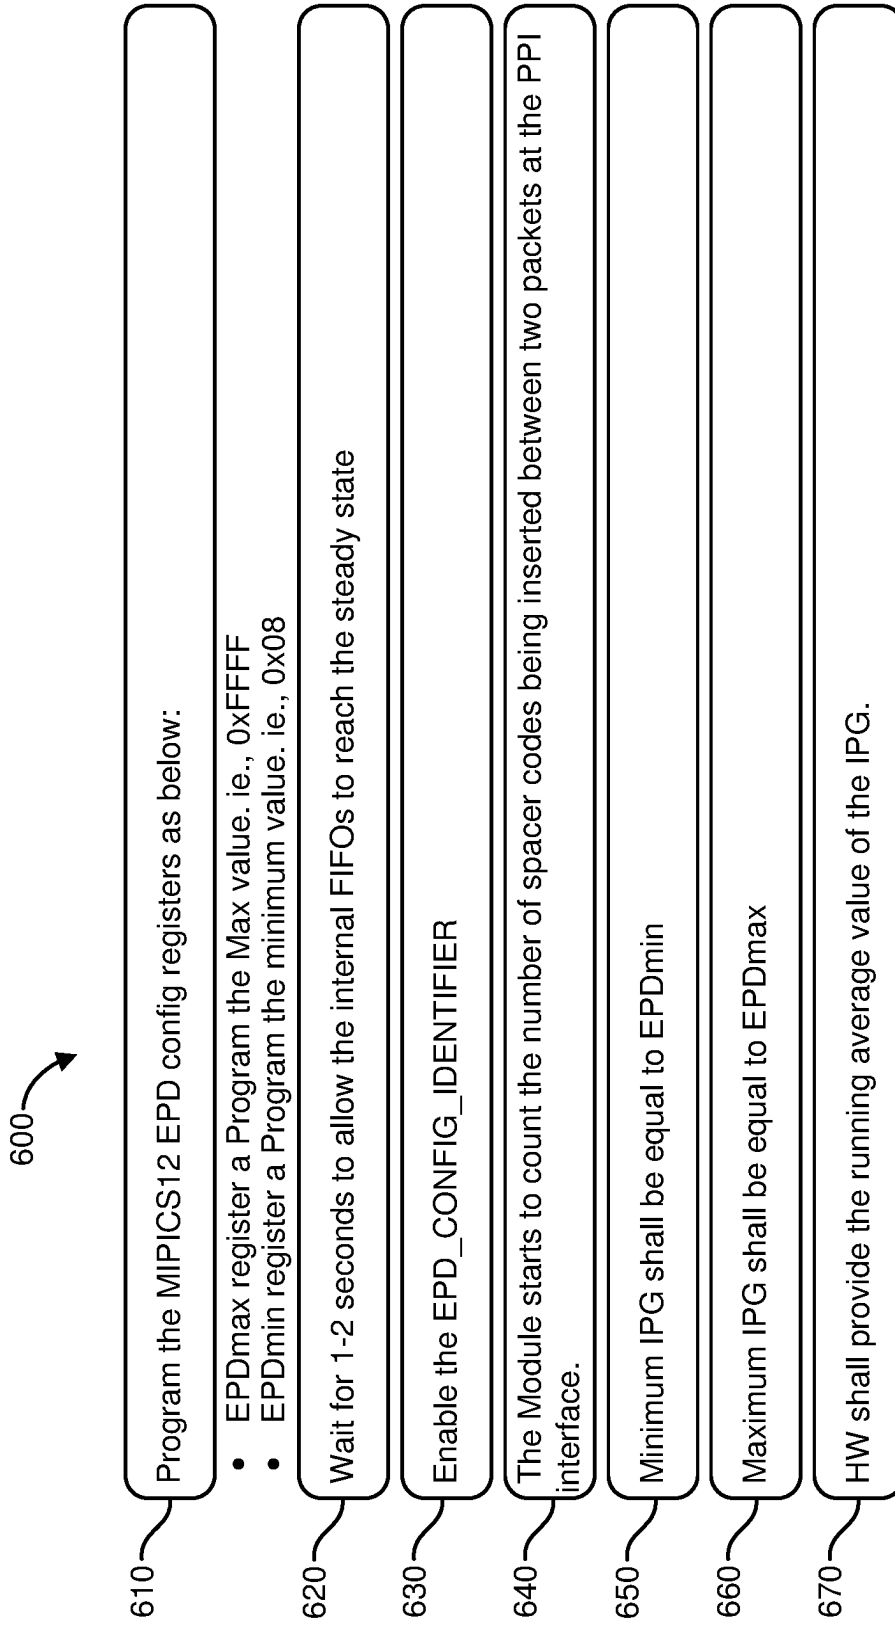 600
610
Program the MIPICS12 EPD config registers as below:
• EPDmax register a Program the Max value. ie., 0xFFFF
• EPDmin register a Program the minimum value. ie., 0x08
620
Wait for 1-2 seconds to allow the internal FIFOs to reach the steady state
630
Enable the EPD_CONFIG_IDENTIFIER
640
The Module starts to count the number of spacer codes being inserted between two packets at the PPI
interface.
650
Minimum IPG shall be equal to EPDmin
660
Maximum IPG shall be equal to EPDmax
670
HW shall provide the running average value of the IPG.